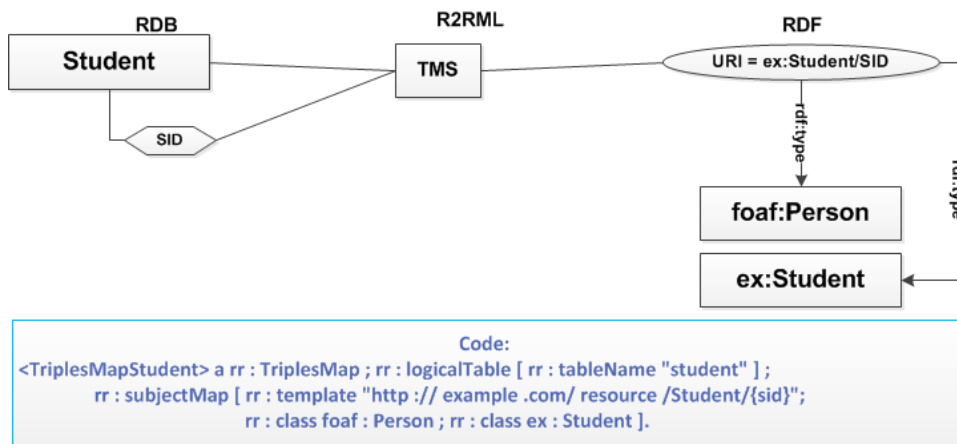 RDB
R2RML
RDF
Student
TMS
URI = ex:Student/SID
SID
rdf:type
rdf:type
foaf:Person
ex:Student
Code:
<TriplesMapStudent> a rr : TriplesMap ; rr : logicalTable [ rr : tableName "student" ] ;
rr : subjectMap [ rr : template "http :// example .com/ resource /Student/{sid}";
rr : class foaf : Person ; rr : class ex : Student ].